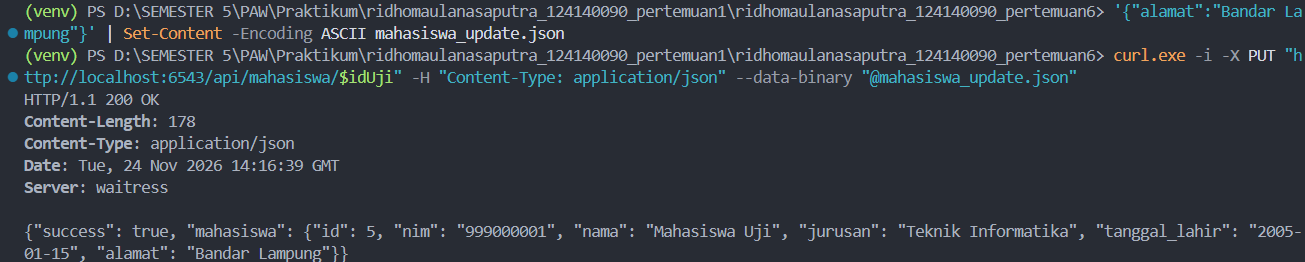 (venv) PS D:\SEMESTER 5\PAW\Praktikum\ridhomaulanasaputra_124140090_pertemuan1\ridhomaulanasaputra_124140090_pertemuan6> '{"alamat":"Bandar La
mpung"}' | Set-Content -Encoding ASCII mahasiswa_update.json
(venv) PS D:\SEMESTER 5\PAW\Praktikum\ridhomaulanasaputra_124140090_pertemuan1\ridhomaulanasaputra_124140090_pertemuan6> curl.exe -i -X PUT "h
ttp://localhost:6543/api/mahasiswa/$idUji" -H "Content-Type: application/json" --data-binary "@mahasiswa_update.json"
HTTP/1.1 200 OK
Content-Length: 178
Content-Type: application/json
Date: Tue, 24 Nov 2026 14:16:39 GMT
Server: waitress

{"success": true, "mahasiswa": {"id": 5, "nim": "999000001", "nama": "Mahasiswa Uji", "jurusan": "Teknik Informatika", "tanggal_lahir": "2005-
01-15", "alamat": "Bandar Lampung"}}